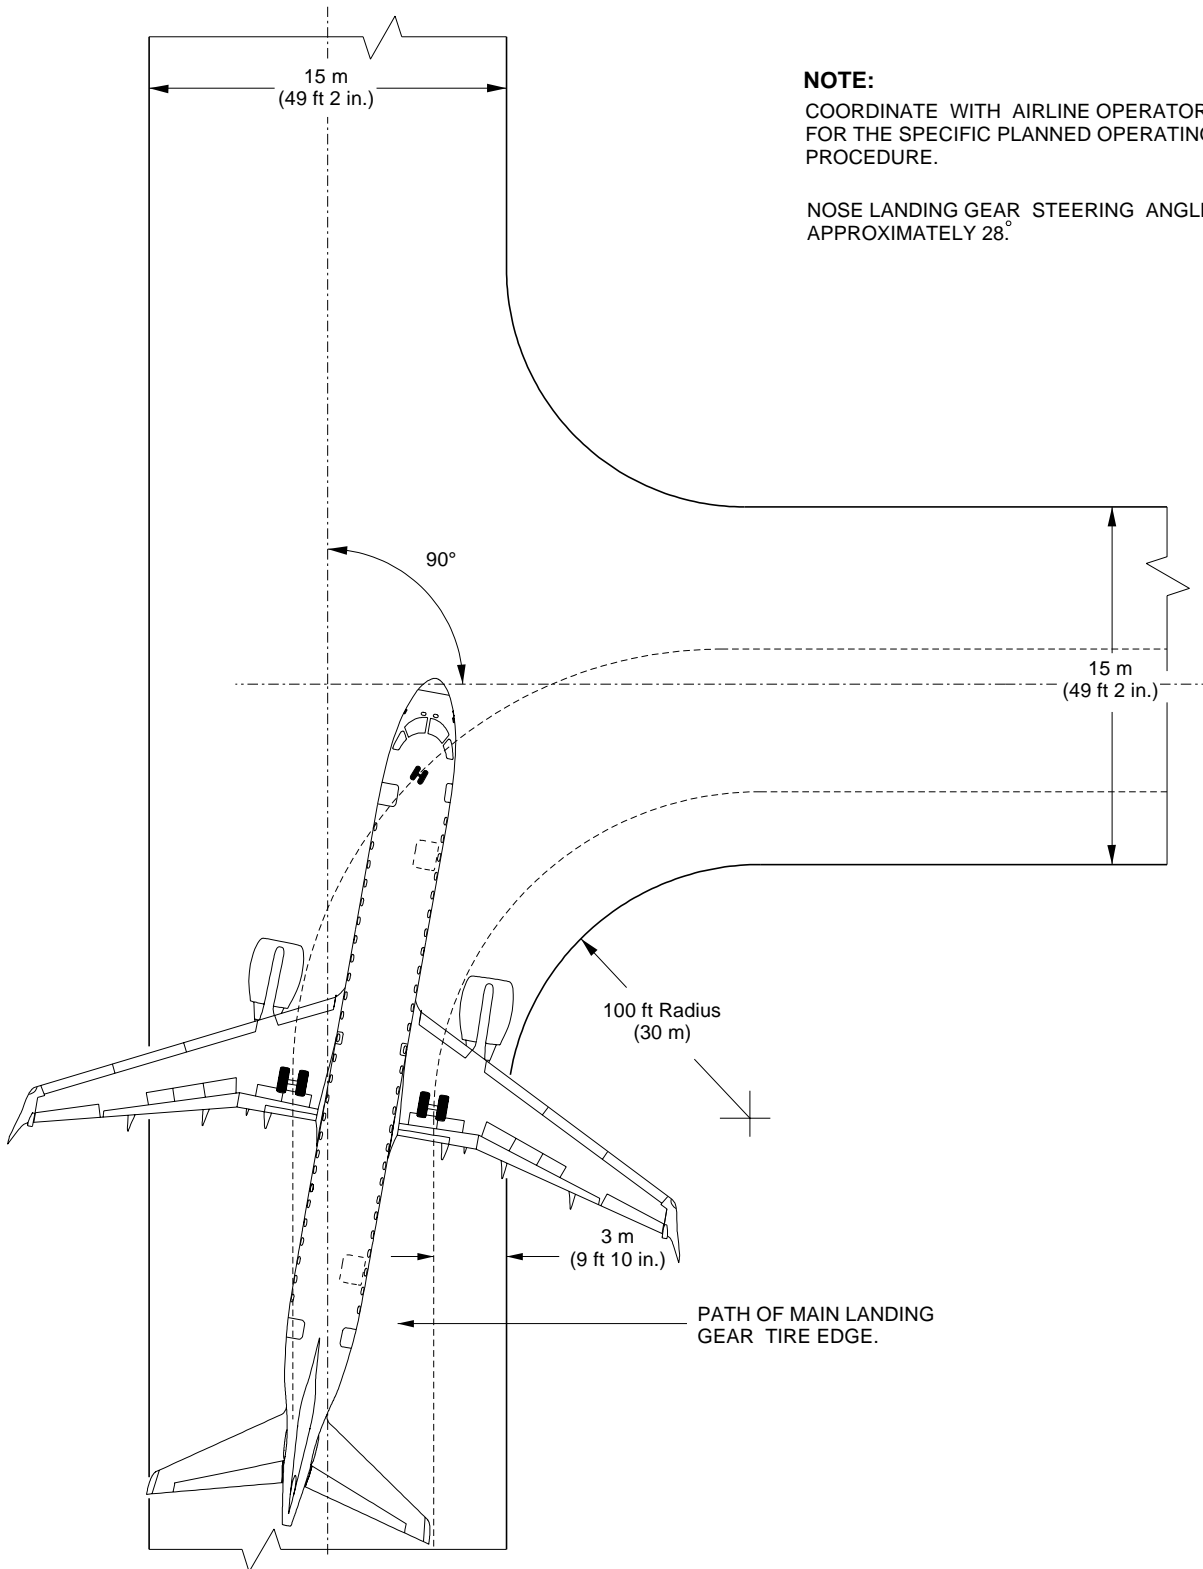 15 m
(49 ft 2 in.)
NOTE:
COORDINATE WITH AIRLINE OPERATOR
FOR THE SPECIFIC PLANNED OPERATING
PROCEDURE.
NOSE LANDING GEAR STEERING ANGLE
APPROXIMATELY 28°.
90°
15 m
(49 ft 2 in.)
100 ft Radius
(30 m)
3 m
(9 ft 10 in.)
PATH OF MAIN LANDING
GEAR TIRE EDGE.